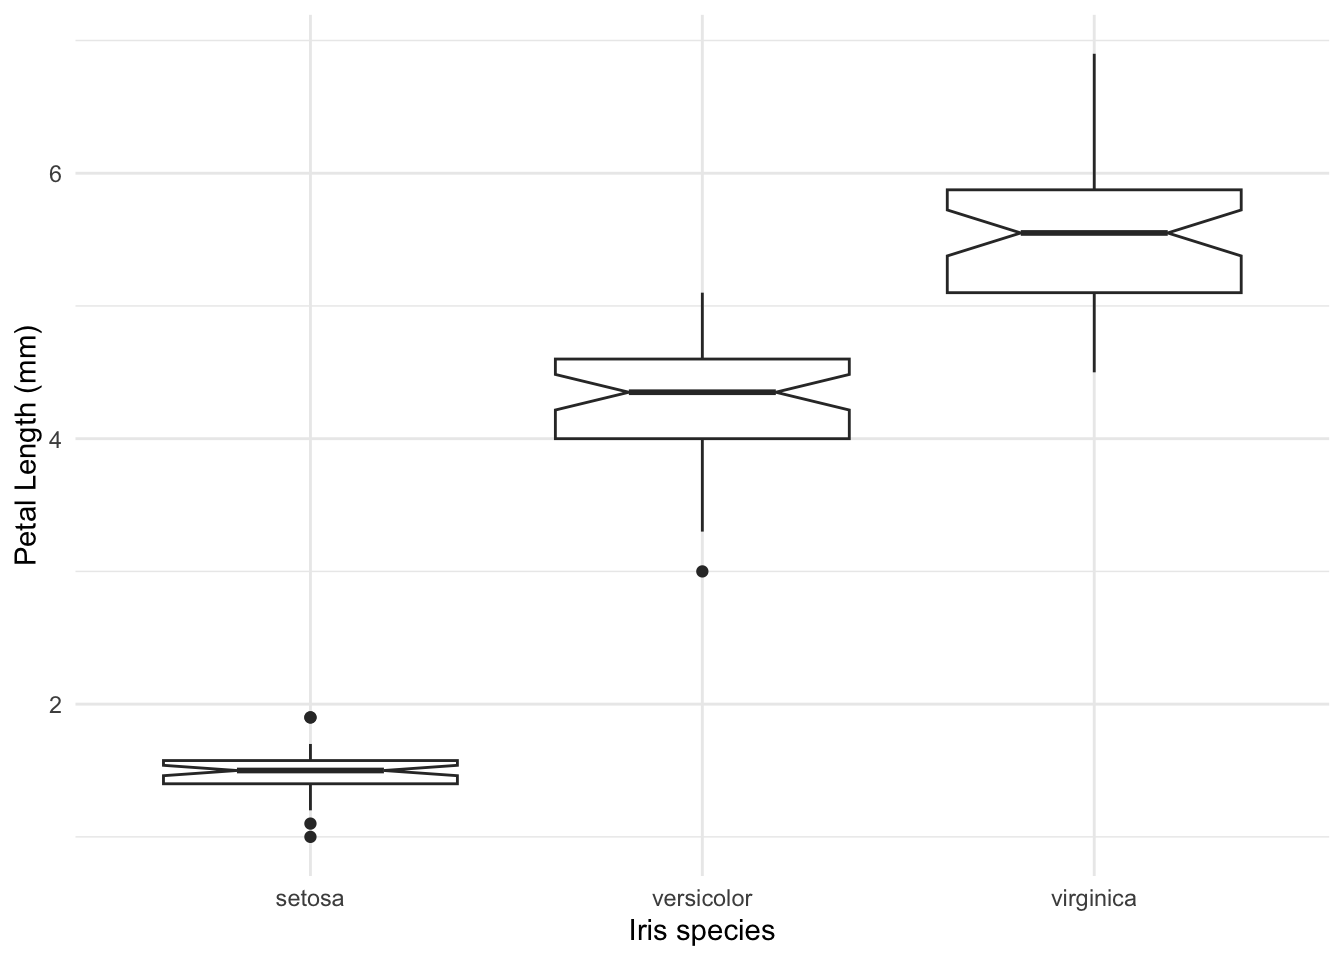 Petal Length (mm)
6
4
2
setosa
versicolor
virginica
Iris species